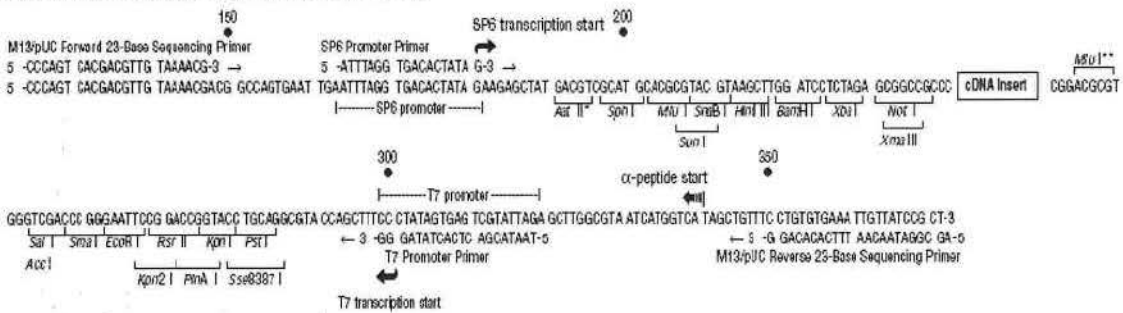 150
SP6 transcription start
200
M13/pUC Forward 23-Base Sequencing Primer
SP6 Promoter Primer
Mlu I**
5 -CCCAGT CACGACGTTG TAAAACG-3 →
5 -ATTTAGG TGACACTATA G-3 →
5 -CCCAGT CACGACGTTG TAAAACGACG GCCAGTGAAT TGAATTTAGG TGACACTATA GAAGAGCTAT GACGTCGCAT GCACGCGTACG TAAGCTTGG ATCCTCTAGA GCGGCCGCCC cDNA Insert CGGACGCGT
SP6 promoter
Aat II*
Sph I
Mlu I
SnaB I
Hind III
BamH I
Xba I
Not I
Sun I
Xma III
300
350
T7 promoter
α-peptide start
GGGTCGACCC GGGAATTCCG GACCGGTACC TGCAGGCGTA CCAGCTTTCC CTATAGTGAG TCGTATTAGA GCTTGGCGTA ATCATGGTCA TAGCTGTTTC CTGTGTGAAA TTGTTATCCG CT-3
Sal I
Sma I
EcoR I
Rsr II
Kpn I
Pst I
← 3 -GG GATATCACTC AGCATAAT-5
← 3 -G GACACACTTT AACAATAGGC GA-5
Acc I
Kpn2 I
PinA I
Sse8387 I
T7 Promoter Primer
M13/pUC Reverse 23-Base Sequencing Primer
T7 transcription start